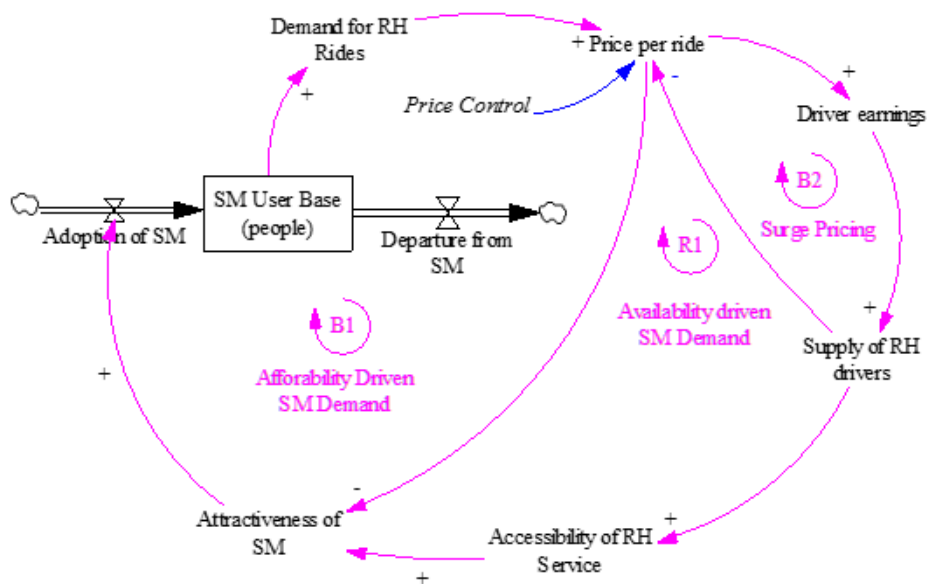 Demand for RH
Rides
+
+ Price per ride
-
+
Price Control
Driver earnings
+
SM User Base
(people)
Adoption of SM
Departure from
SM
B2
Surge Pricing
R1
Availability driven
SM Demand
B1
Afforability Driven
SM Demand
+
+
Supply of RH
drivers
-
Attractiveness of
SM
+
Accessibility of RH
Service
+